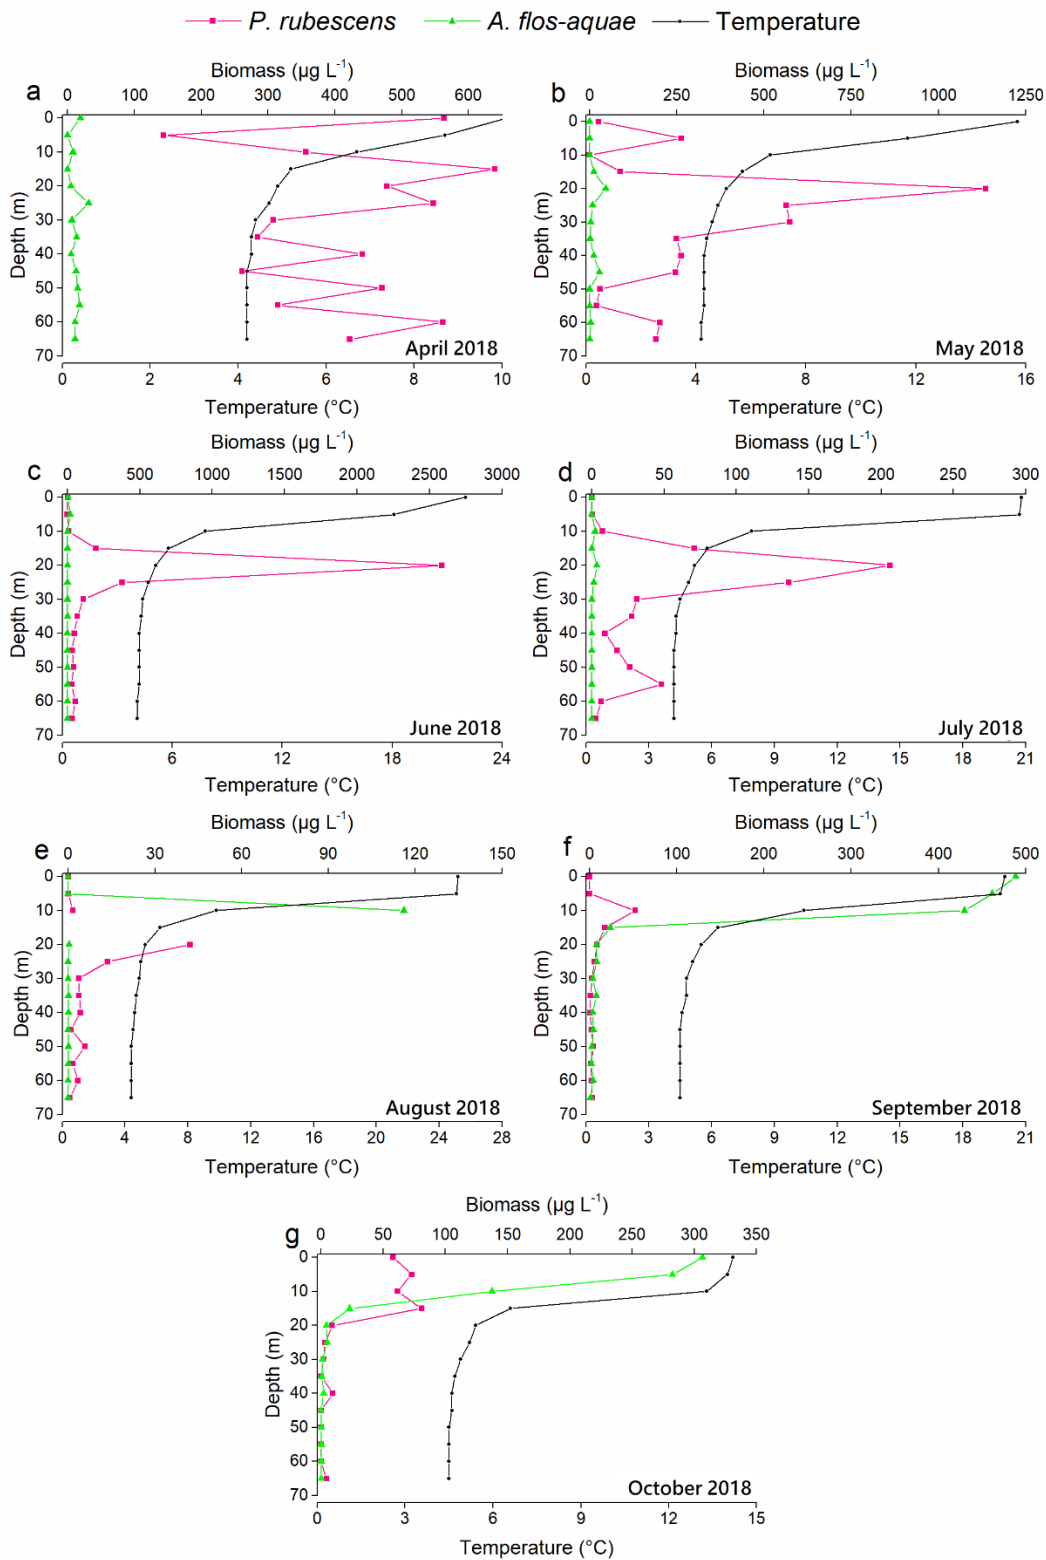 P. rubescens A. flos-aquae Temperature
Biomass (µg L⁻¹) Biomass (µg L⁻¹)
a 0 100 200 300 400 500 600 b 0 250 500 750 1000 1250
0 0
10 10
20 20
30 30
40 40
50 50
60 60
70 70
Depth (m) Depth (m)
April 2018 May 2018
0 2 4 6 8 10 0 4 8 12 16
Temperature (°C) Temperature (°C)
Biomass (µg L⁻¹) Biomass (µg L⁻¹)
c 0 500 1000 1500 2000 2500 3000 d 0 50 100 150 200 250 300
0 0
10 10
20 20
30 30
40 40
50 50
60 60
70 70
Depth (m) Depth (m)
June 2018 July 2018
0 6 12 18 24 0 3 6 9 12 15 18 21
Temperature (°C) Temperature (°C)
Biomass (µg L⁻¹) Biomass (µg L⁻¹)
e 0 30 60 90 120 150 f 0 100 200 300 400 500
0 0
10 10
20 20
30 30
40 40
50 50
60 60
70 70
Depth (m) Depth (m)
August 2018 September 2018
0 4 8 12 16 20 24 28 0 3 6 9 12 15 18 21
Temperature (°C) Temperature (°C)
Biomass (µg L⁻¹)
g 0 50 100 150 200 250 300 350
0
10
20
30
40
50
60
70
Depth (m)
October 2018
0 3 6 9 12 15
Temperature (°C)